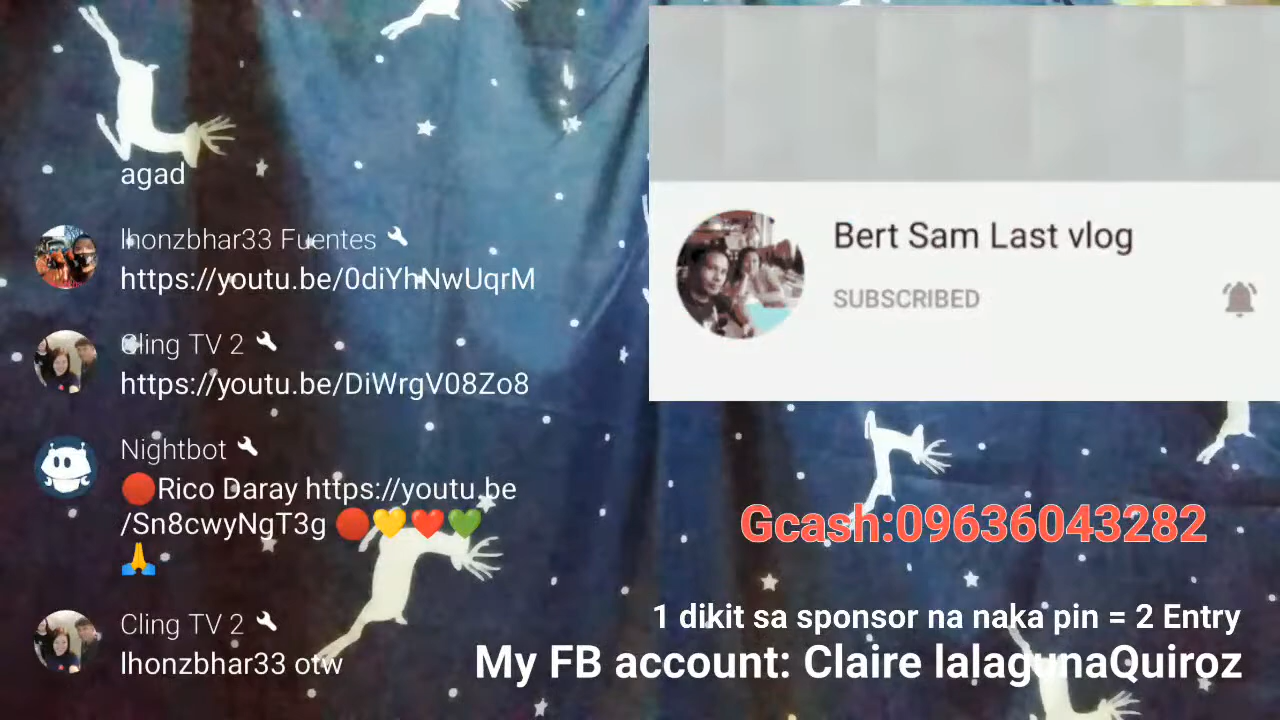 agad
lhonzbhar33 Fuentes
https://youtu.be/0diYhNwUqrM
Cling TV 2
https://youtu.be/DiWrgV08Zo8
Nightbot
🔴Rico Daray https://youtu.be
/Sn8cwyNgT3g 🔴💛❤️💚
🙏
Cling TV 2
lhonzbhar33 otw
Bert Sam Last vlog
SUBSCRIBED
Gcash:09636043282
1 dikit sa sponsor na naka pin = 2 Entry
My FB account: Claire lalagunaQuiroz